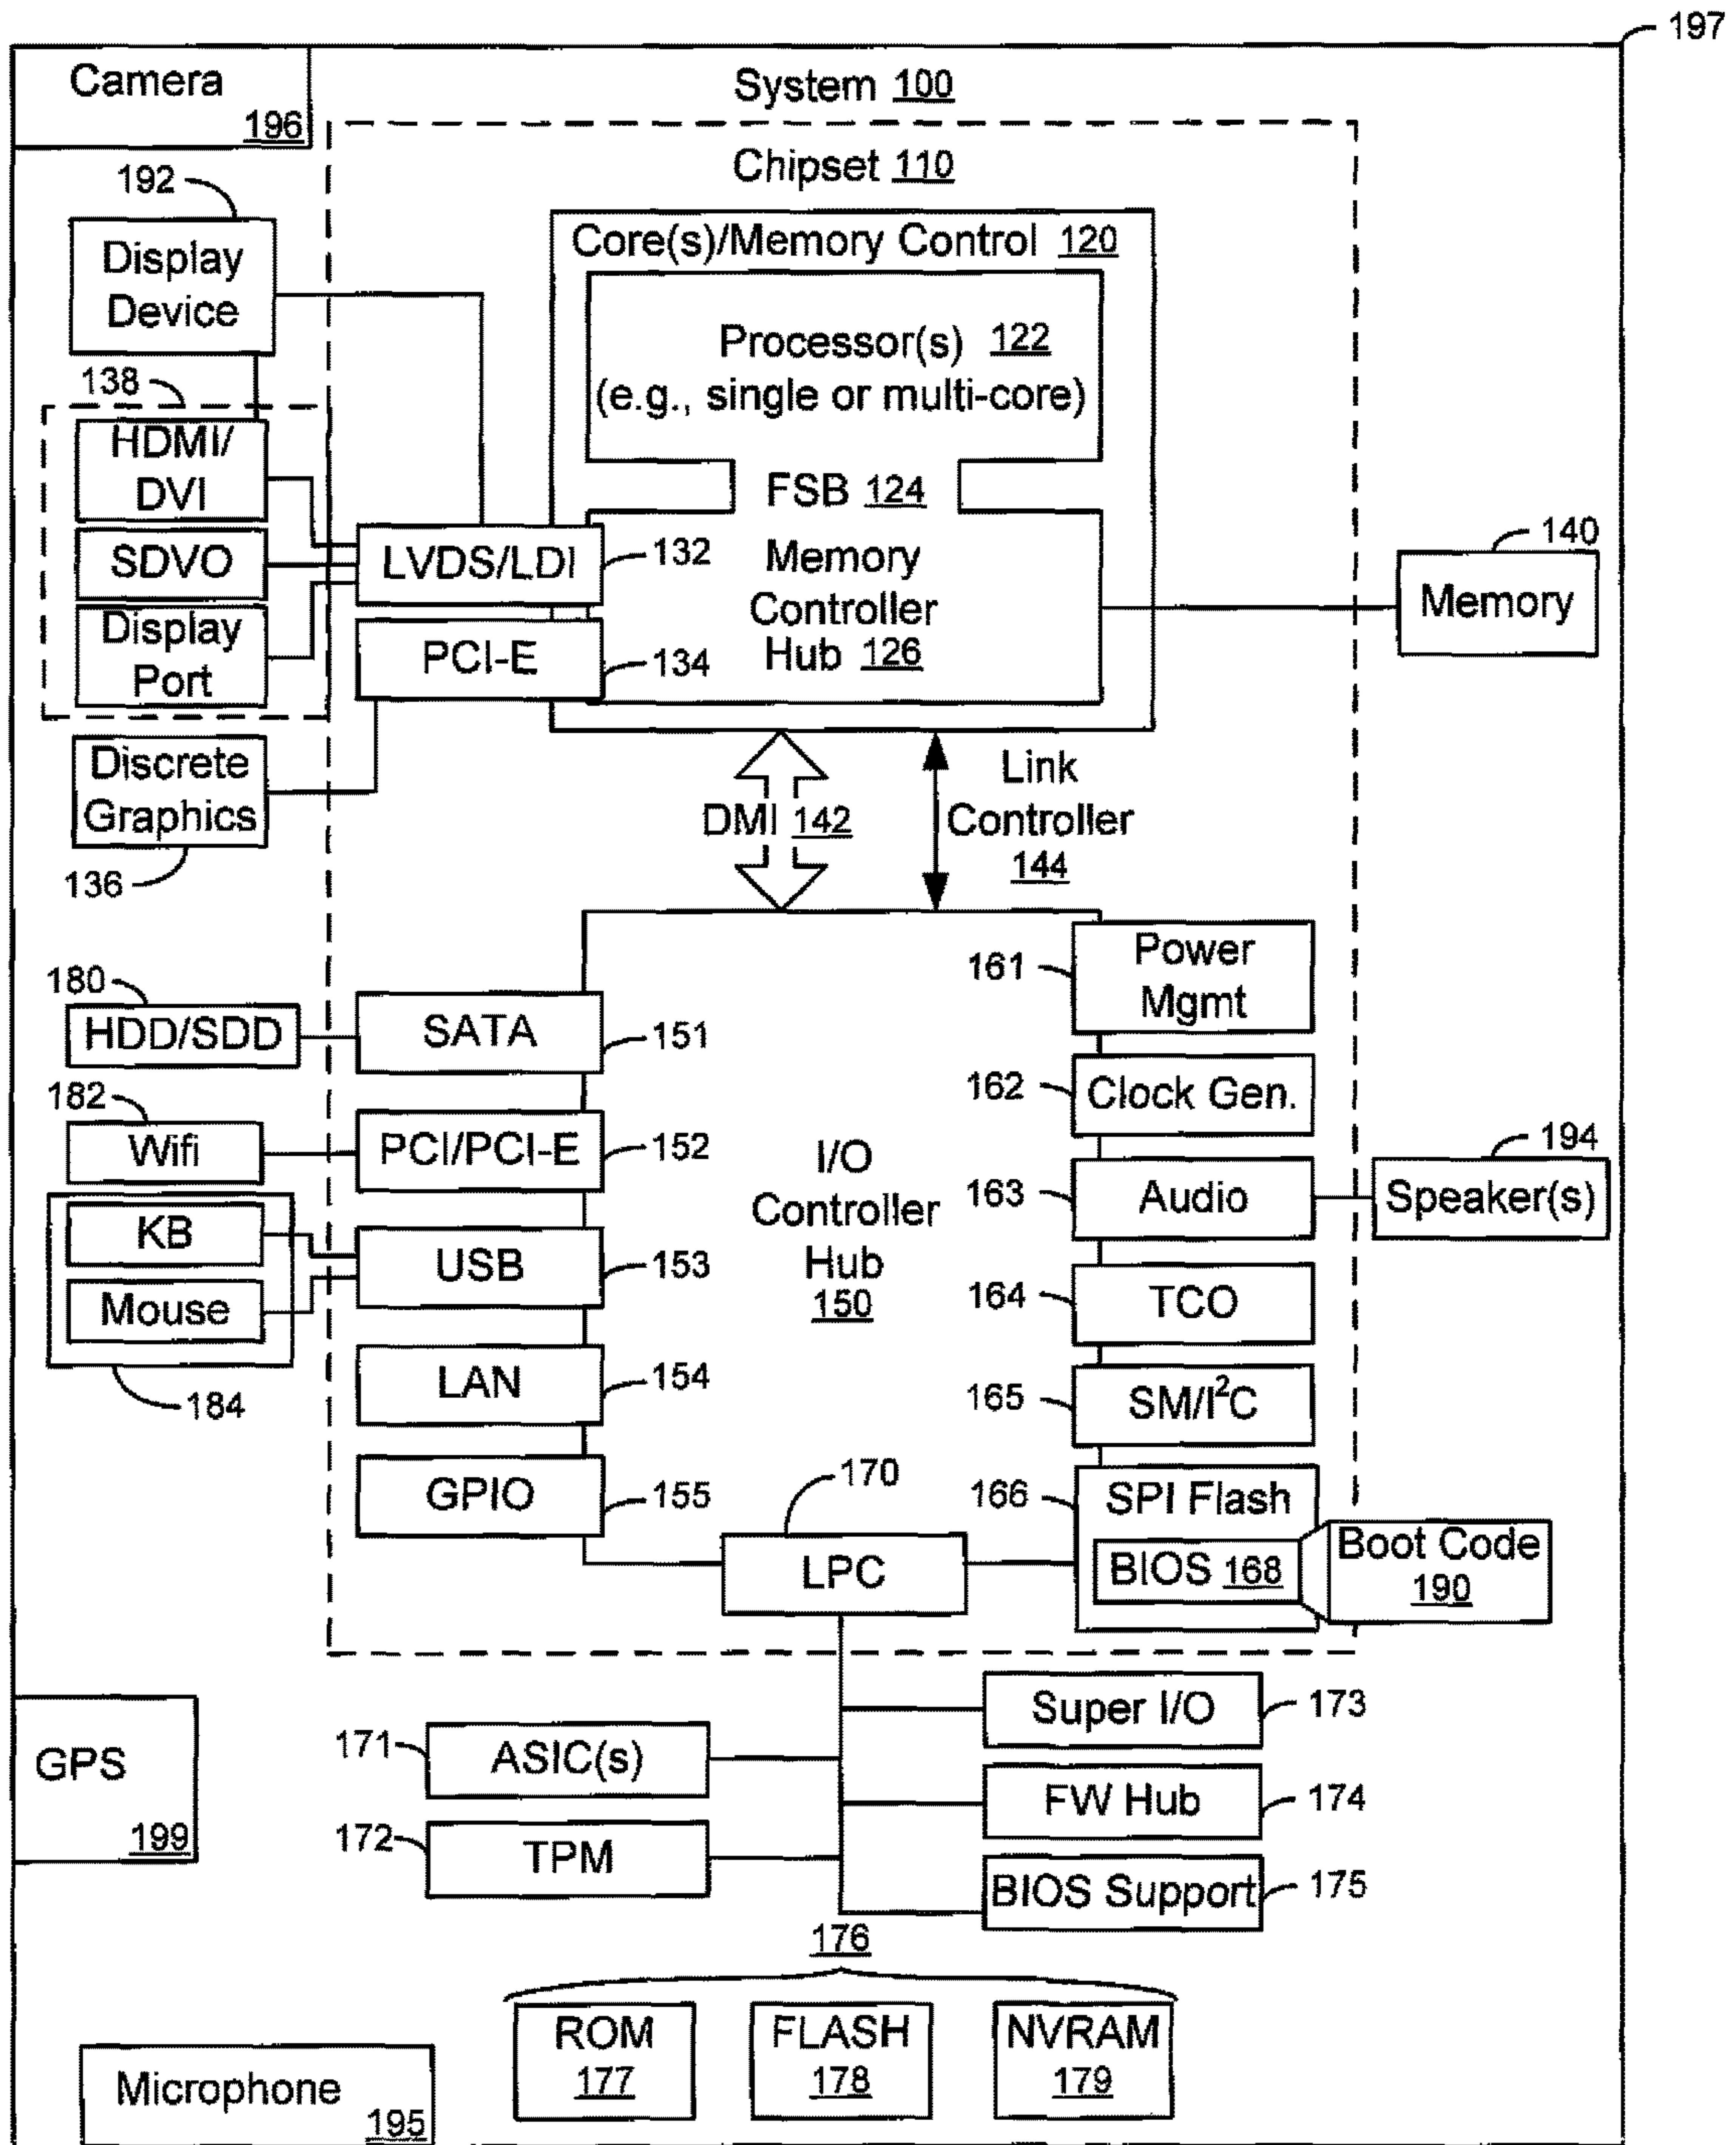 197
Camera
196
System 100
Chipset 110
192
Display
Device
Core(s)/Memory Control 120
Processor(s) 122
(e.g., single or multi-core)
138
HDMI/
DVI
SDVO
Display
Port
FSB 124
LVDS/LDI
132
PCI-E
134
Memory
Controller
Hub 126
140
Memory
Discrete
Graphics
136
DMI 142
Link
Controller
144
180
HDD/SDD
SATA
151
182
Wifi
PCI/PCI-E
152
KB
Mouse
184
USB
153
LAN
154
GPIO
155
I/O
Controller
Hub
150
161
Power
Mgmt
162
Clock Gen.
163
Audio
194
Speaker(s)
164
TCO
165
SM/I²C
166
SPI Flash
BIOS 168
Boot Code
190
170
LPC
GPS
199
171
ASIC(s)
172
TPM
Super I/O
173
FW Hub
174
BIOS Support
175
176
ROM
177
FLASH
178
NVRAM
179
Microphone
195